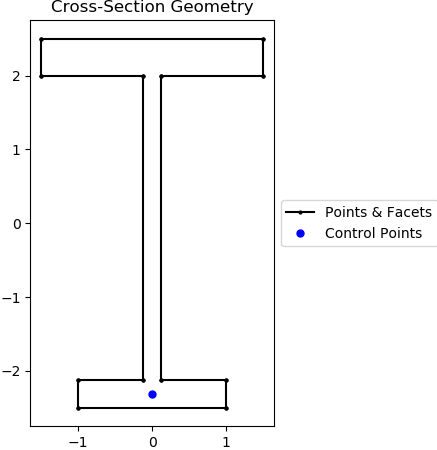 Cross-Section Geometry
2
1
0
−1
−2
−1 0 1
Points & Facets
Control Points